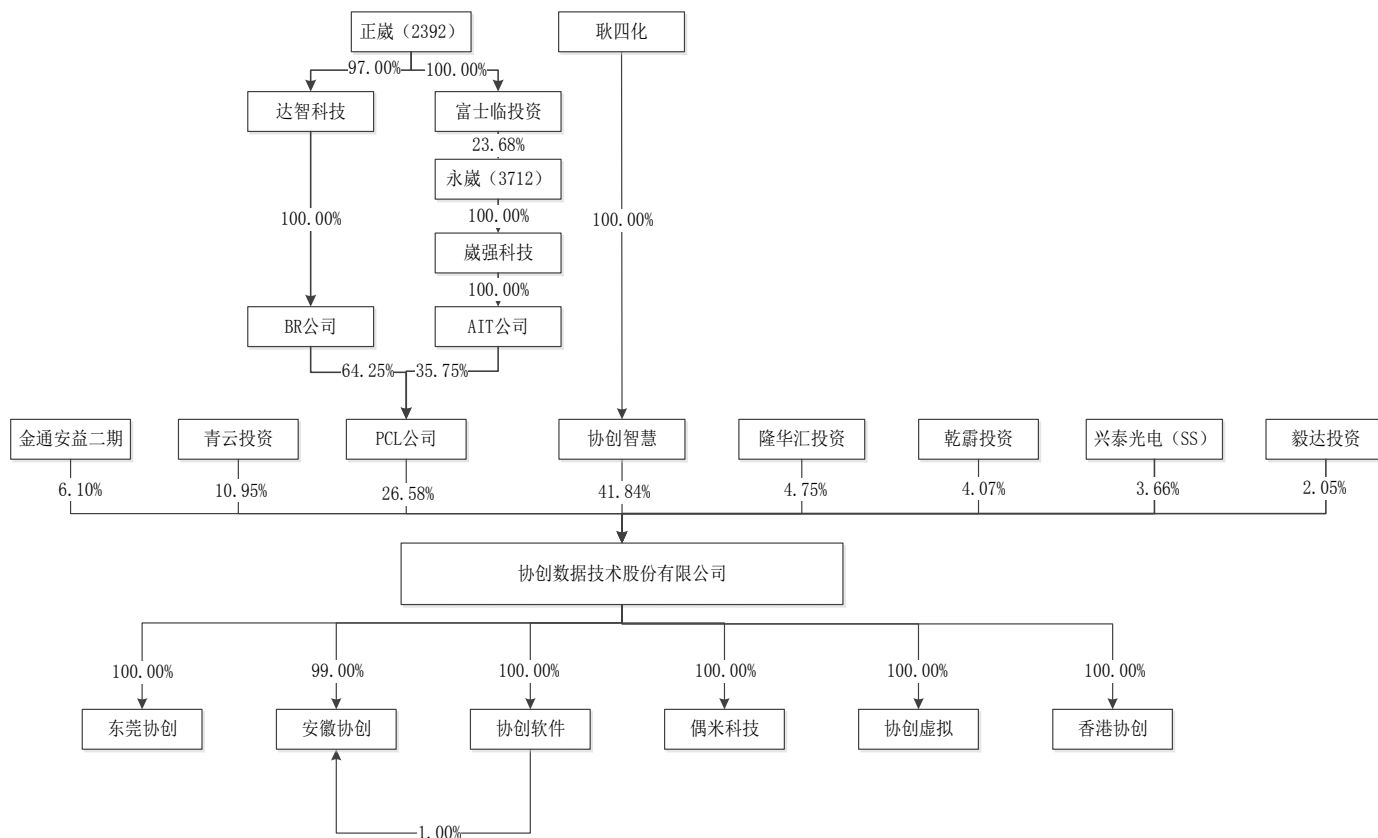 正崴（2392）
耿四化
97.00%
100.00%
达智科技
富士临投资
23.68%
永崴（3712）
100.00%
100.00%
100.00%
崴强科技
100.00%
BR公司
AIT公司
64.25%
35.75%
金通安益二期
青云投资
PCL公司
协创智慧
隆华汇投资
乾霨投资
兴泰光电（SS）
毅达投资
6.10%
10.95%
26.58%
41.84%
4.75%
4.07%
3.66%
2.05%
协创数据技术股份有限公司
100.00%
99.00%
100.00%
100.00%
100.00%
100.00%
东莞协创
安徽协创
协创软件
偶米科技
协创虚拟
香港协创
1.00%